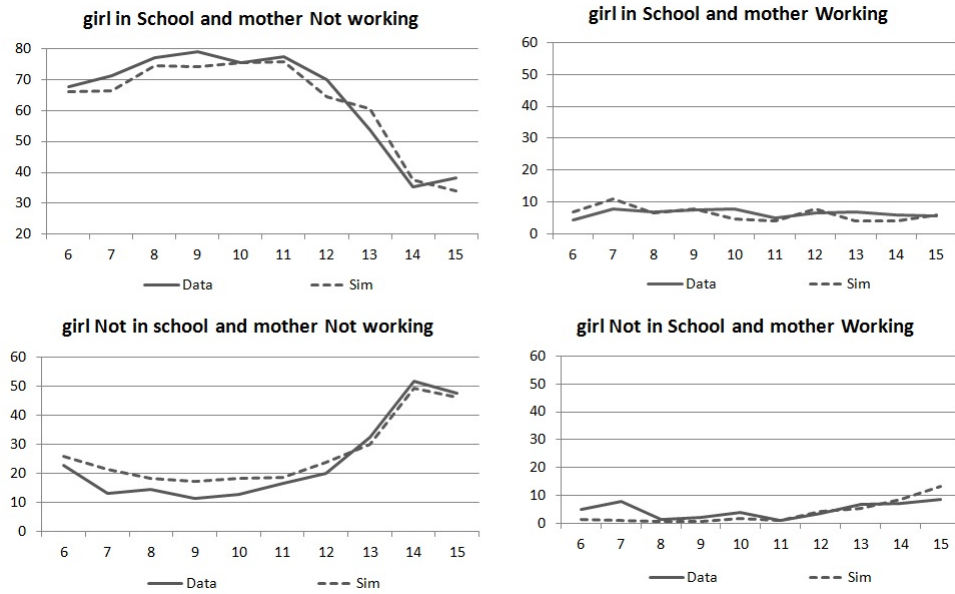 girl in School and mother Not working
80
70
60
50
40
30
20
6 7 8 9 10 11 12 13 14 15
Data Sim
girl in School and mother Working
60
50
40
30
20
10
0
6 7 8 9 10 11 12 13 14 15
Data Sim
girl Not in school and mother Not working
60
50
40
30
20
10
0
6 7 8 9 10 11 12 13 14 15
Data Sim
girl Not in School and mother Working
60
50
40
30
20
10
0
6 7 8 9 10 11 12 13 14 15
Data Sim